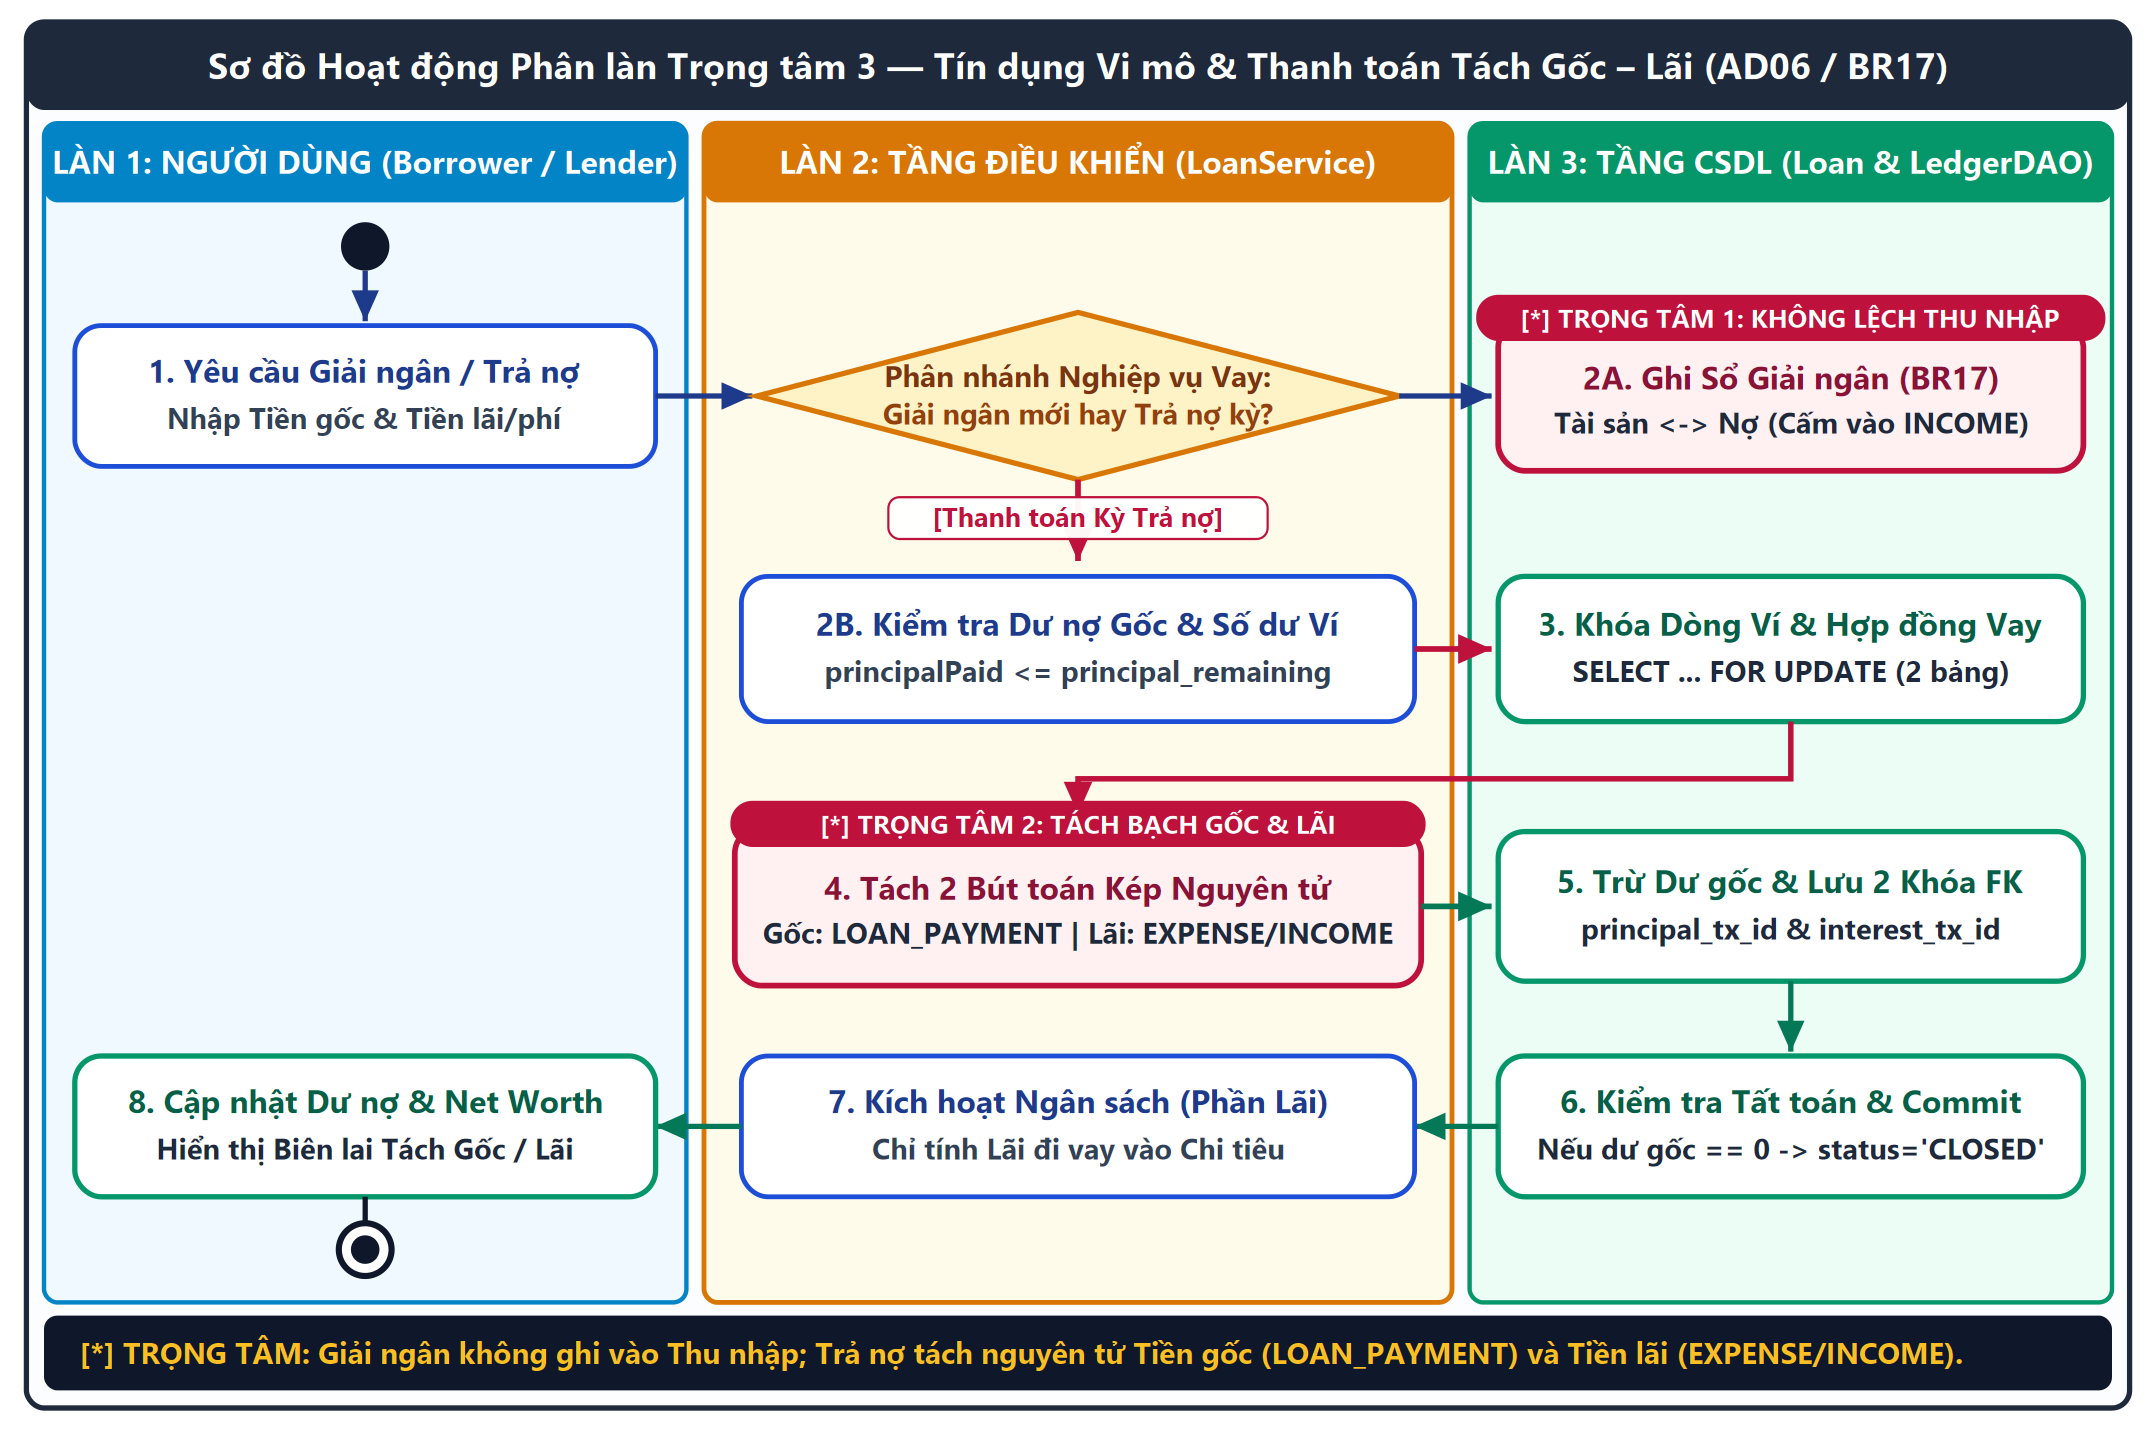 Sơ đồ Hoạt động Phân làn Trọng tâm 3 — Tín dụng Vi mô & Thanh toán Tách Gốc – Lãi (AD06 / BR17)
LÀN 1: NGƯỜI DÙNG (Borrower / Lender)
LÀN 2: TẦNG ĐIỀU KHIỂN (LoanService)
LÀN 3: TẦNG CSDL (Loan & LedgerDAO)
1. Yêu cầu Giải ngân / Trả nợ
Nhập Tiền gốc & Tiền lãi/phí
Phân nhánh Nghiệp vụ Vay:
Giải ngân mới hay Trả nợ kỳ?
[*] TRỌNG TÂM 1: KHÔNG LỆCH THU NHẬP
2A. Ghi Sổ Giải ngân (BR17)
Tài sản <-> Nợ (Cấm vào INCOME)
[Thanh toán Kỳ Trả nợ]
2B. Kiểm tra Dư nợ Gốc & Số dư Ví
principalPaid <= principal_remaining
3. Khóa Dòng Ví & Hợp đồng Vay
SELECT ... FOR UPDATE (2 bảng)
[*] TRỌNG TÂM 2: TÁCH BẠCH GỐC & LÃI
4. Tách 2 Bút toán Kép Nguyên tử
Gốc: LOAN_PAYMENT | Lãi: EXPENSE/INCOME
5. Trừ Dư gốc & Lưu 2 Khóa FK
principal_tx_id & interest_tx_id
6. Kiểm tra Tất toán & Commit
Nếu dư gốc == 0 -> status='CLOSED'
7. Kích hoạt Ngân sách (Phần Lãi)
Chỉ tính Lãi đi vay vào Chi tiêu
8. Cập nhật Dư nợ & Net Worth
Hiển thị Biên lai Tách Gốc / Lãi
[*] TRỌNG TÂM: Giải ngân không ghi vào Thu nhập; Trả nợ tách nguyên tử Tiền gốc (LOAN_PAYMENT) và Tiền lãi (EXPENSE/INCOME).